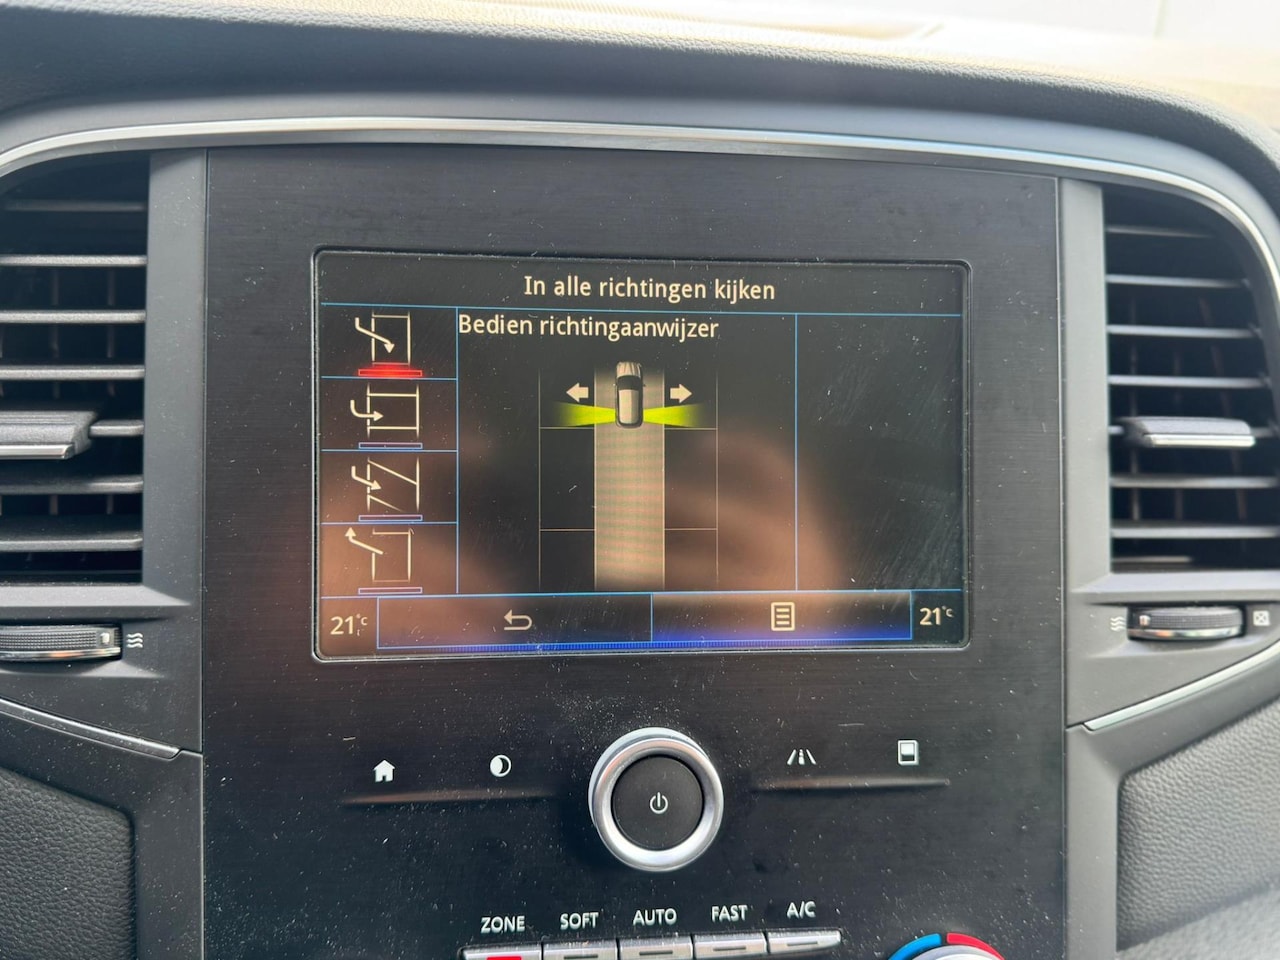 In alle richtingen kijken
Bedien richtingaanwijzer
21°C
21°C
ZONE SOFT AUTO FAST A/C